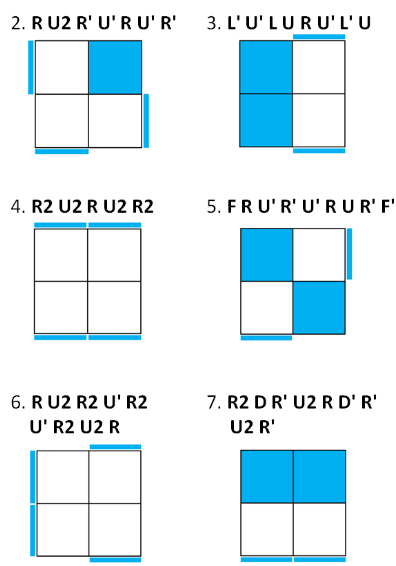 2. R U2 R' U' R U' R'
3. L' U' L U R U' L' U
4. R2 U2 R U2 R2
5. F R U' R' U' R U R' F'
6. R U2 R2 U' R2
U' R2 U2 R
7. R2 D R' U2 R D' R'
U2 R'